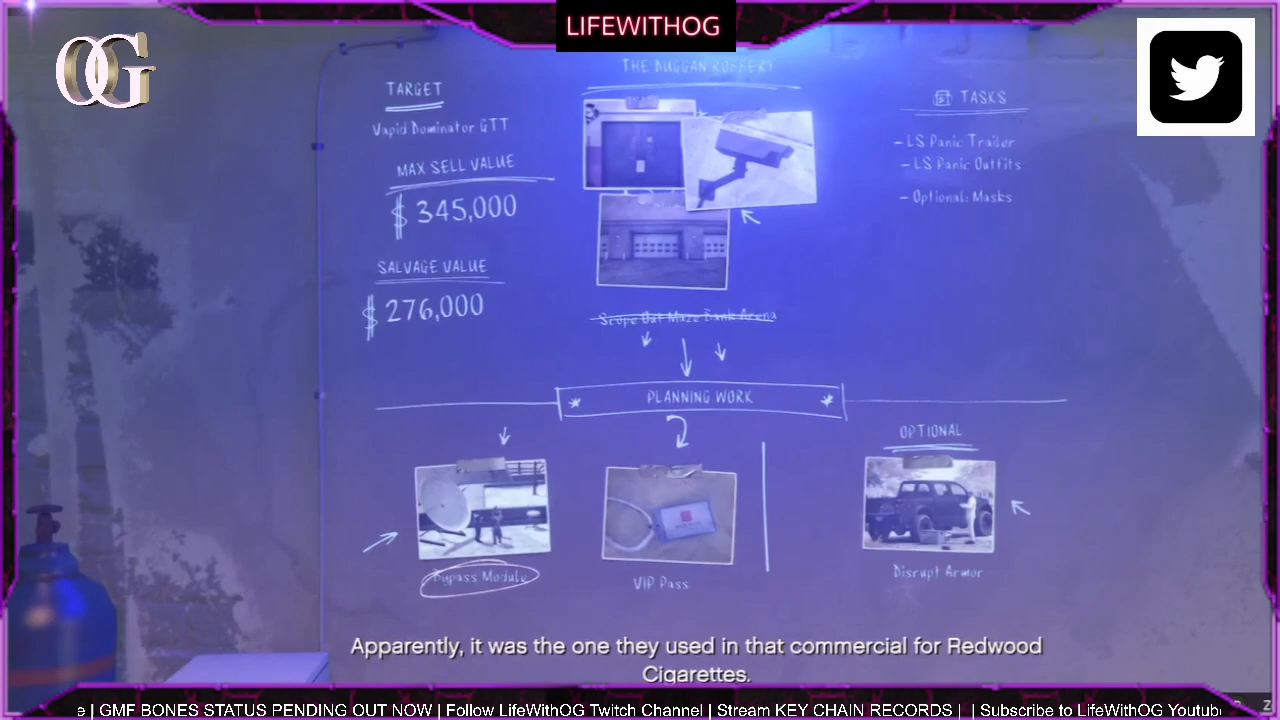 LIFEWITHOG
OG
THE DUGGAN ROBBERY
TARGET
Vapid Dominator GTT
MAX SELL VALUE
$ 345,000
SALVAGE VALUE
$ 276,000
TASKS
- LS Panic Trailer
- LS Panic Outfits
- Optional: Masks
Scope Out Maze Bank Arena
PLANNING WORK
OPTIONAL
Bypass Module
VIP Pass
Disrupt Armor
Apparently, it was the one they used in that commercial for Redwood
Cigarettes.
e | GMF BONES STATUS PENDING OUT NOW | Follow LifeWithOG Twitch Channel | Stream KEY CHAIN RECORDS | | Subscribe to LifeWithOG Youtub